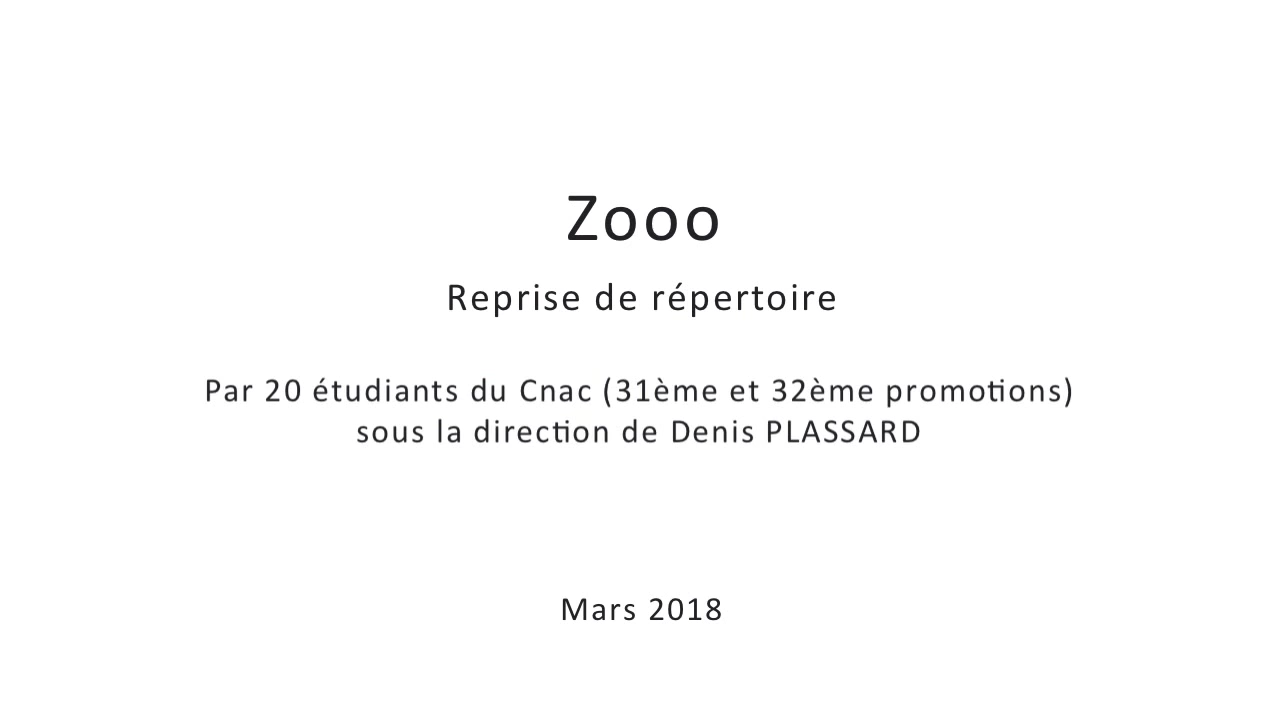 Zooo
Reprise de répertoire
Par 20 étudiants du Cnac (31ème et 32ème promotions)
sous la direction de Denis PLASSARD
Mars 2018